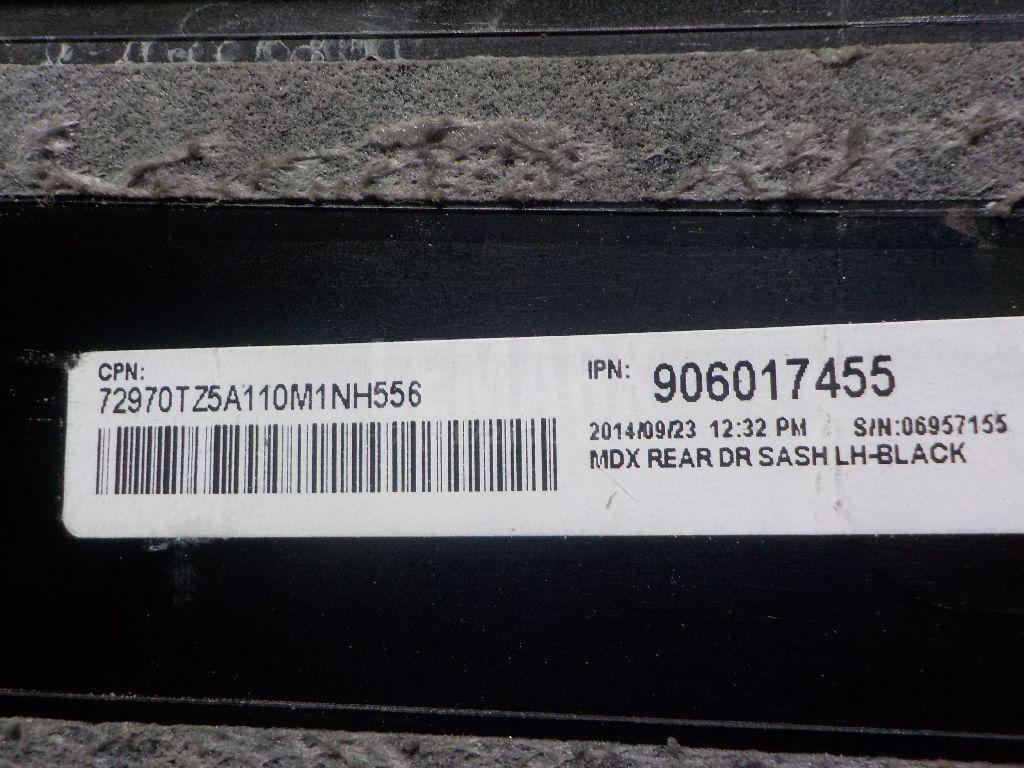 CPN:
72970TZ5A110M1NH556
IPN: 906017455
2014/09/23 12:32 PM S/N:06957155
MDX REAR DR SASH LH-BLACK